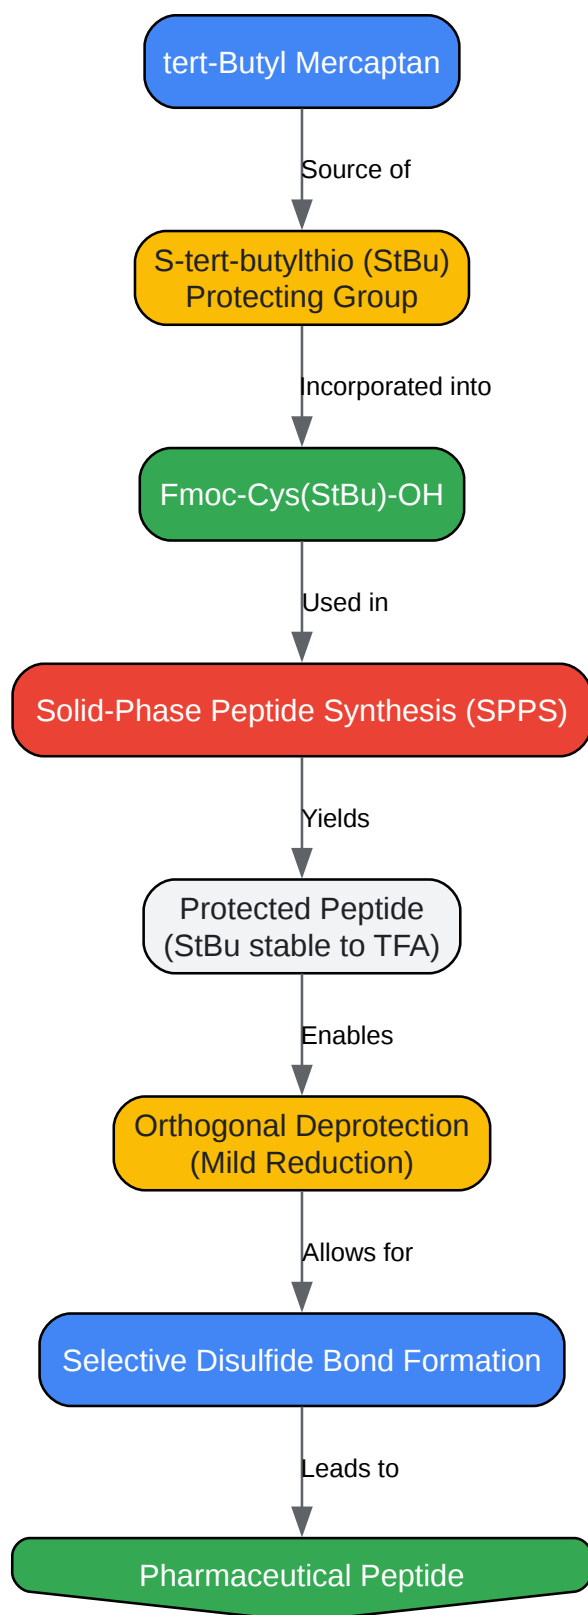 tert-Butyl Mercaptan
Source of
S-tert-butylthio (StBu)
Protecting Group
Incorporated into
Fmoc-Cys(StBu)-OH
Used in
Solid-Phase Peptide Synthesis (SPPS)
Yields
Protected Peptide
(StBu stable to TFA)
Enables
Orthogonal Deprotection
(Mild Reduction)
Allows for
Selective Disulfide Bond Formation
Leads to
Pharmaceutical Peptide